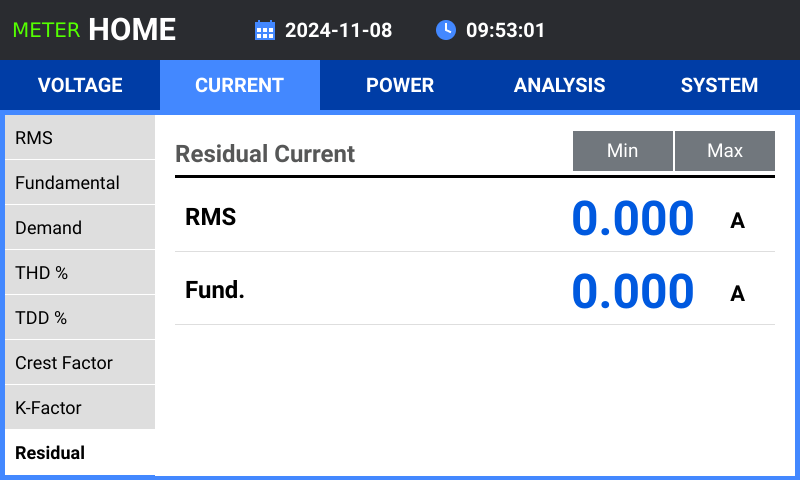 METER HOME 2024-11-08 09:53:01
VOLTAGE CURRENT POWER ANALYSIS SYSTEM
RMS
Fundamental
Demand
THD %
TDD %
Crest Factor
K-Factor
Residual
Residual Current Min Max
RMS 0.000 A
Fund. 0.000 A